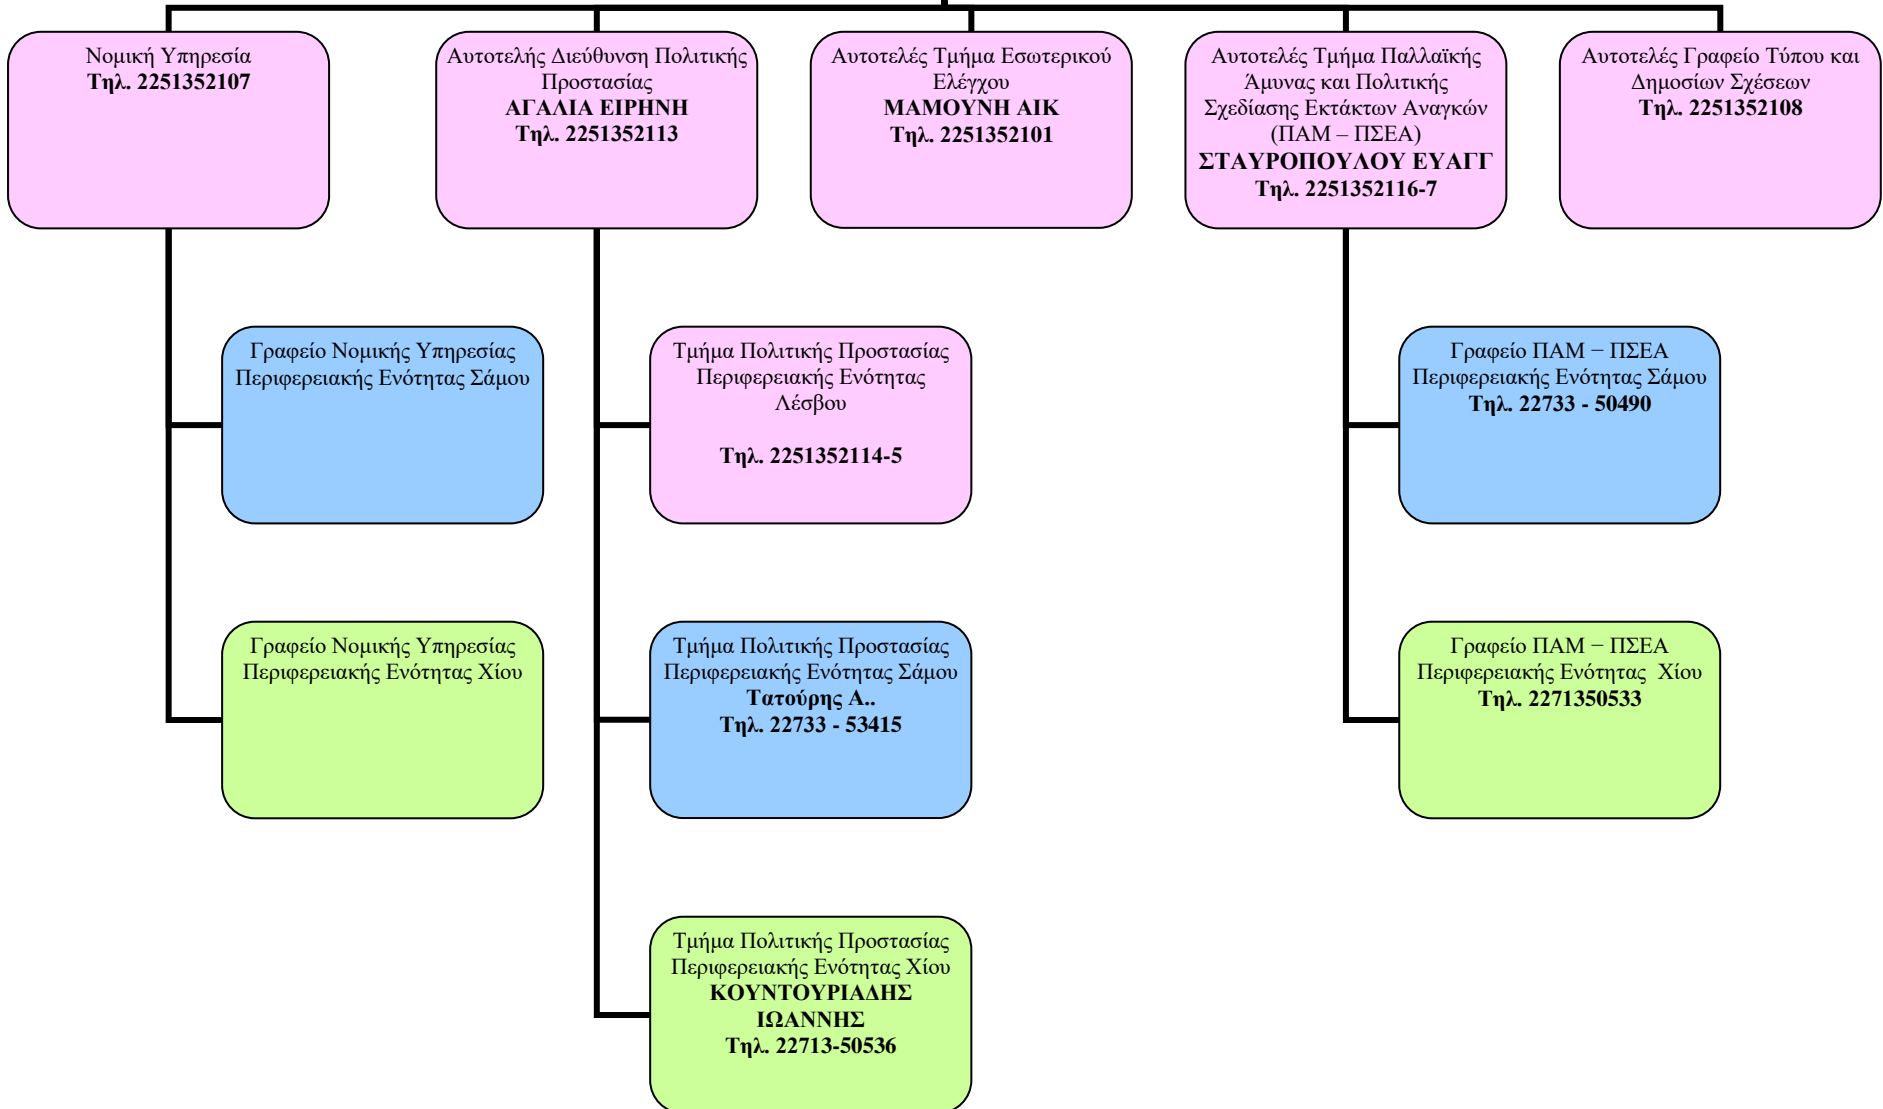 Νομική Υπηρεσία
Τηλ. 2251352107
Αυτοτελής Διεύθυνση Πολιτικής
Προστασίας
ΑΓΑΛΙΑ ΕΙΡΗΝΗ
Τηλ. 2251352113
Αυτοτελές Τμήμα Εσωτερικού
Ελέγχου
ΜΑΜΟΥΝΗ ΑΙΚ
Τηλ. 2251352101
Αυτοτελές Τμήμα Παλλαϊκής
Άμυνας και Πολιτικής
Σχεδίασης Εκτάκτων Αναγκών
(ΠΑΜ – ΠΣΕΑ)
ΣΤΑΥΡΟΠΟΥΛΟΥ ΕΥΑΓΓ
Τηλ. 2251352116-7
Αυτοτελές Γραφείο Τύπου και
Δημοσίων Σχέσεων
Τηλ. 2251352108
Γραφείο Νομικής Υπηρεσίας
Περιφερειακής Ενότητας Σάμου
Τμήμα Πολιτικής Προστασίας
Περιφερειακής Ενότητας
Λέσβου
Τηλ. 2251352114-5
Γραφείο ΠΑΜ – ΠΣΕΑ
Περιφερειακής Ενότητας Σάμου
Τηλ. 22733 - 50490
Γραφείο Νομικής Υπηρεσίας
Περιφερειακής Ενότητας Χίου
Τμήμα Πολιτικής Προστασίας
Περιφερειακής Ενότητας Σάμου
Τατούρης Α..
Τηλ. 22733 - 53415
Γραφείο ΠΑΜ – ΠΣΕΑ
Περιφερειακής Ενότητας Χίου
Τηλ. 2271350533
Τμήμα Πολιτικής Προστασίας
Περιφερειακής Ενότητας Χίου
ΚΟΥΝΤΟΥΡΙΑΔΗΣ
ΙΩΑΝΝΗΣ
Τηλ. 22713-50536